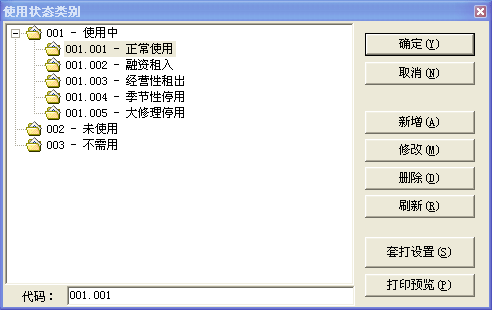 使用状态类别
001 - 使用中
001.001 - 正常使用
001.002 - 融资租入
001.003 - 经营性租出
001.004 - 季节性停用
001.005 - 大修理停用
002 - 未使用
003 - 不需用
确定(Y)
取消(N)
新增(A)
修改(M)
删除(D)
刷新(R)
套打设置(S)
打印预览(P)
代码： 001.001